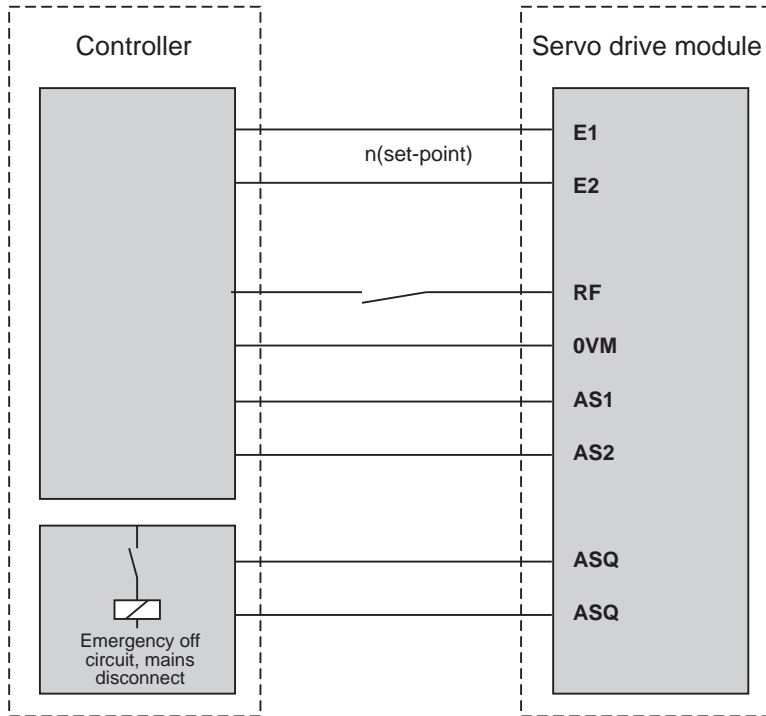 Controller
Servo drive module
E1
n(set-point)
E2
RF
0VM
AS1
AS2
ASQ
ASQ
Emergency off
circuit, mains
disconnect